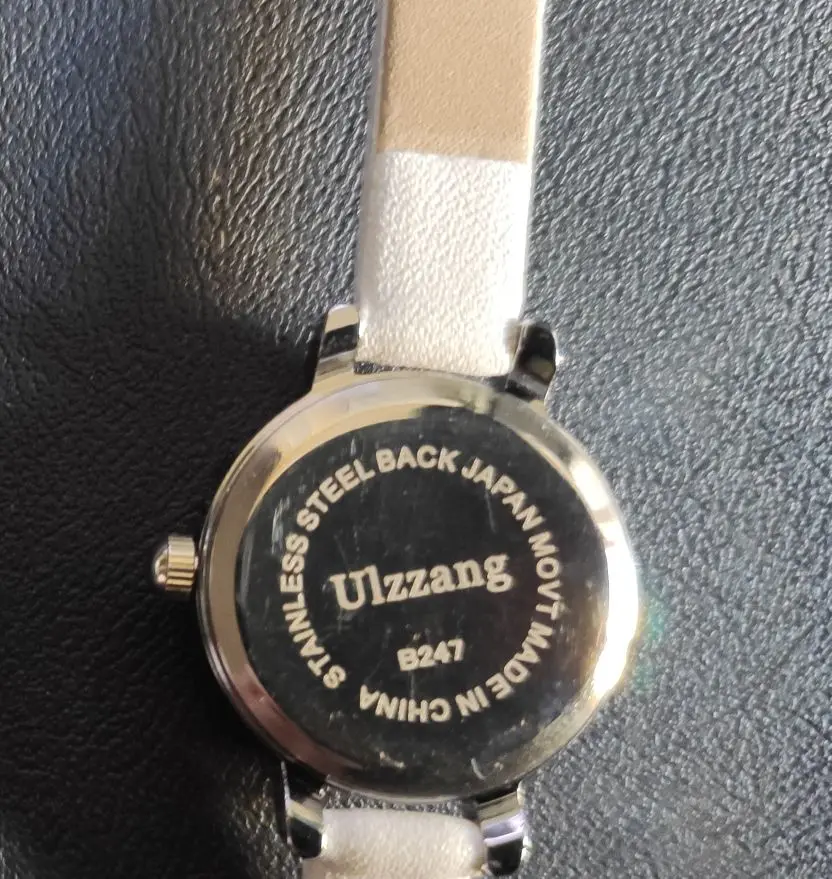 STAINLESS STEEL BACK JAPAN MOVT MADE IN CHINA
Ulzzang
B247